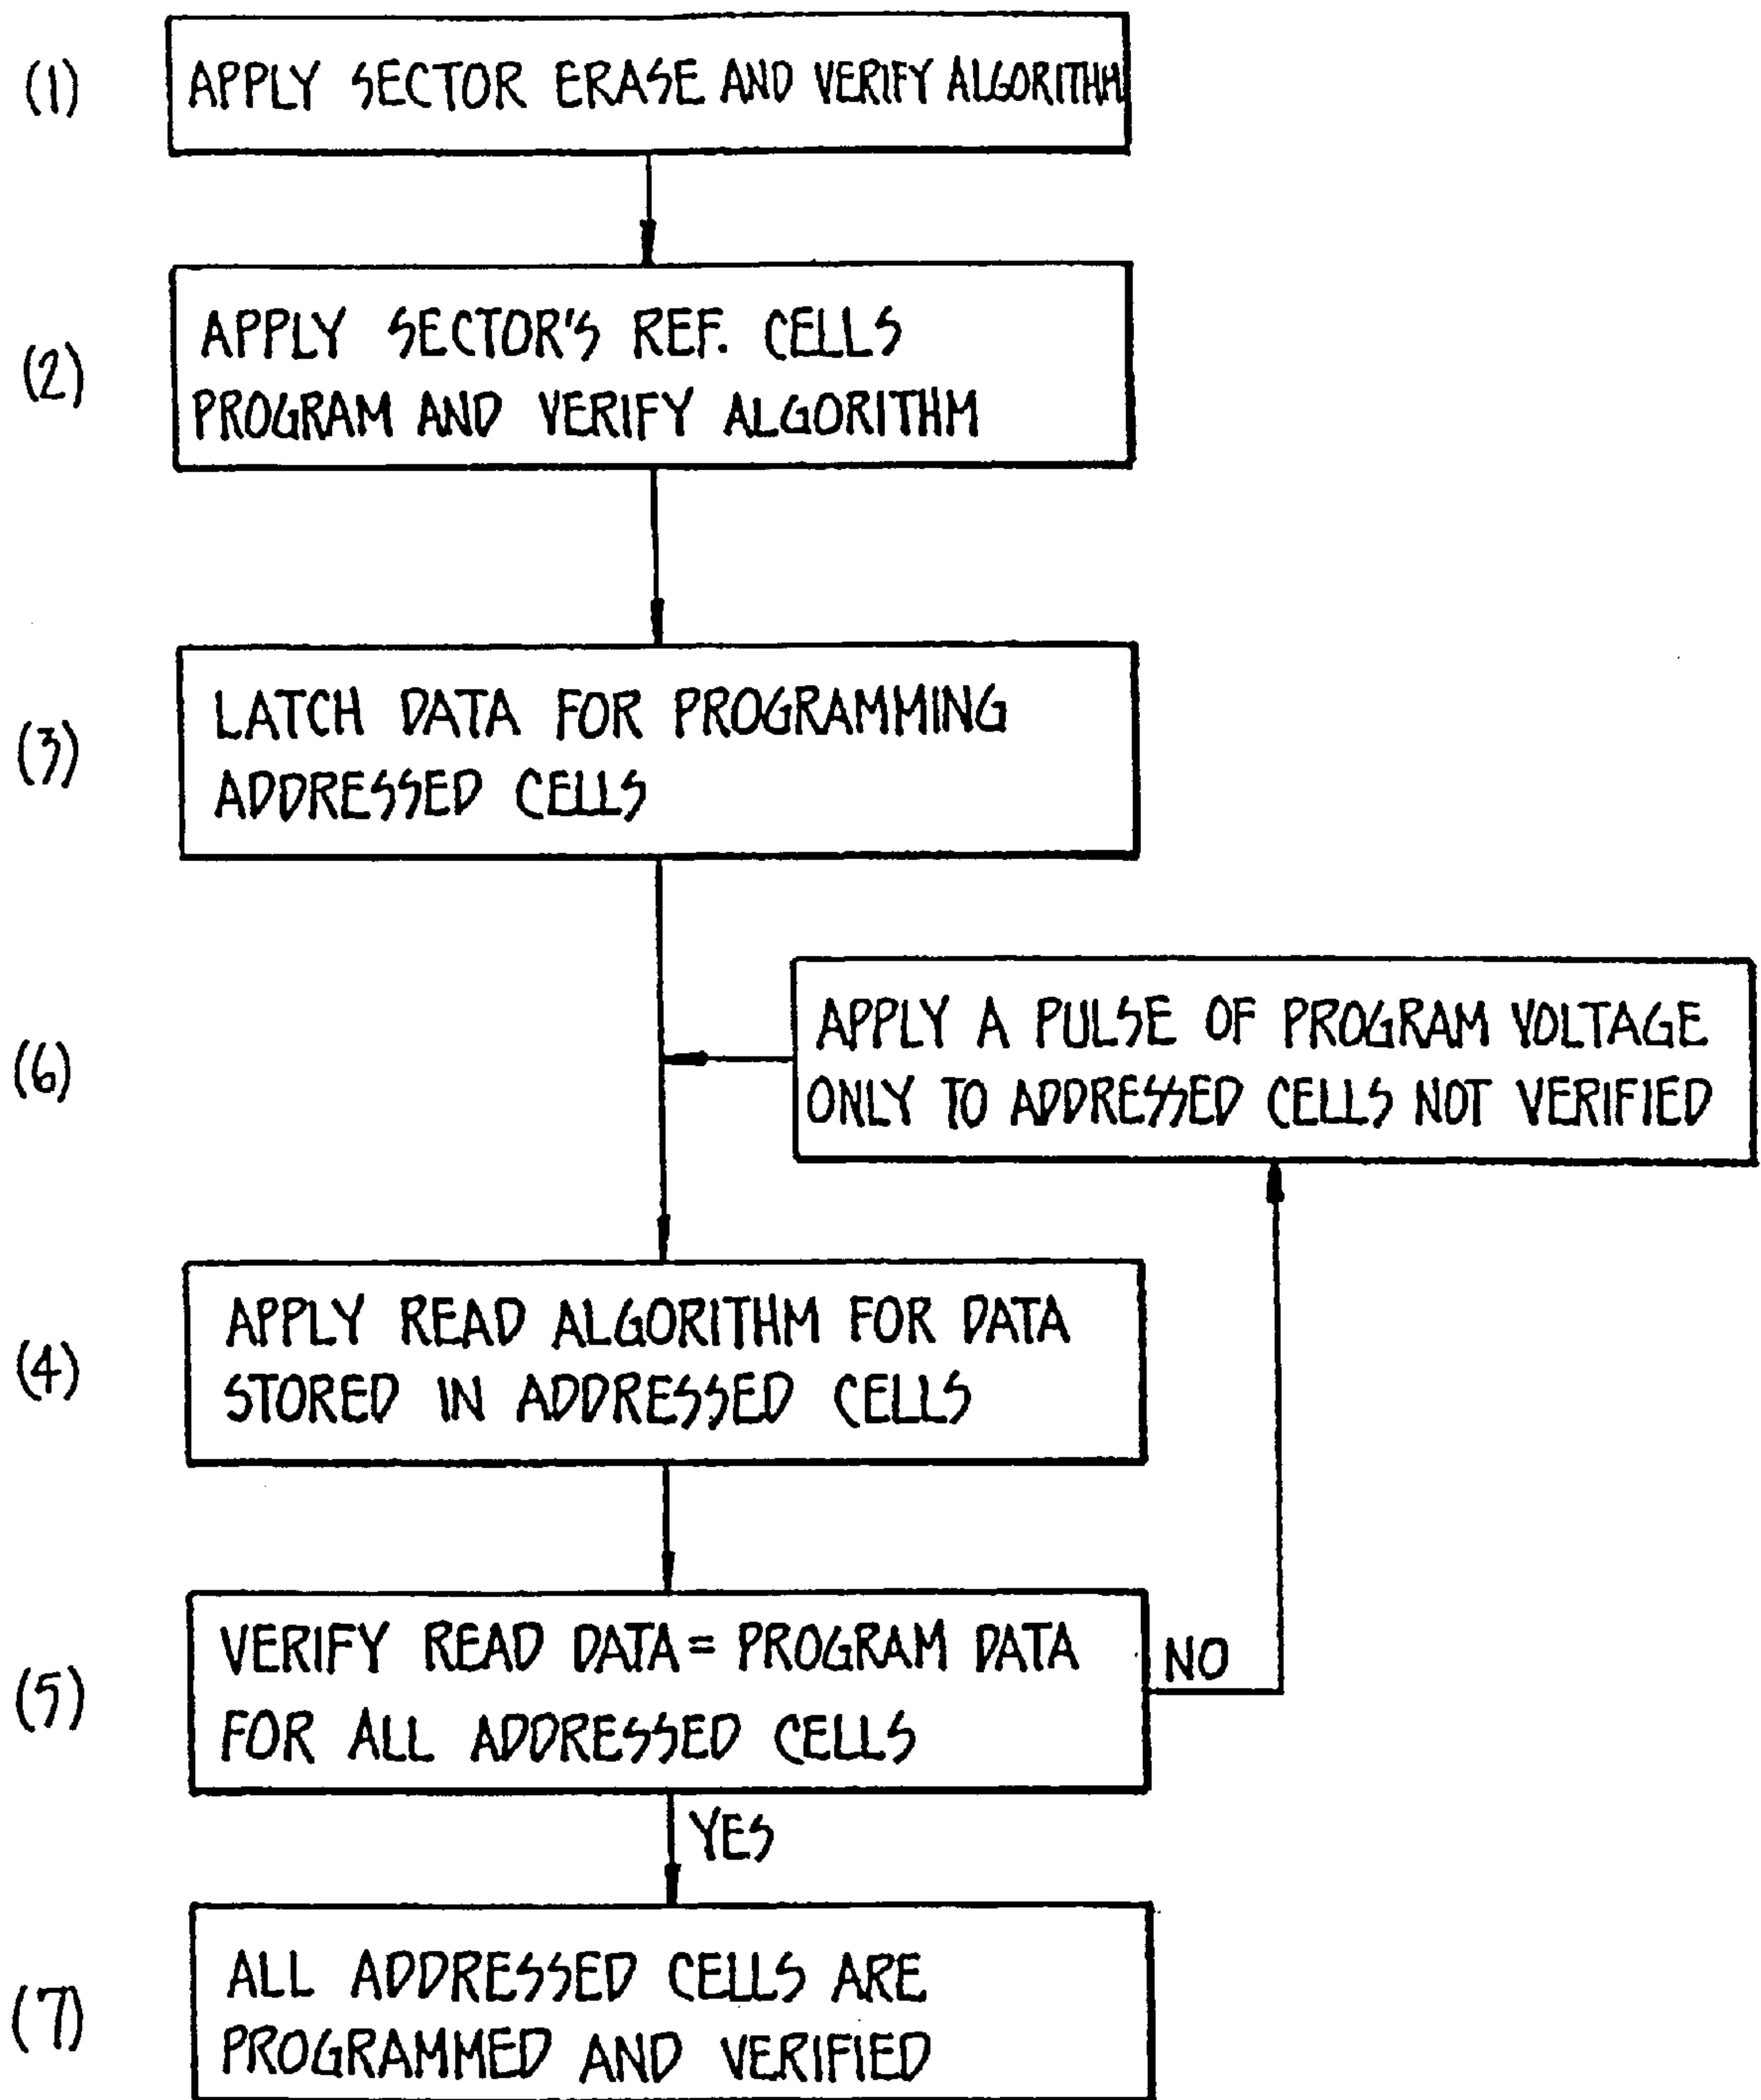 (1) APPLY SECTOR ERASE AND VERIFY ALGORITHM
(2) APPLY SECTOR'S REF. CELLS
PROGRAM AND VERIFY ALGORITHM
(3) LATCH DATA FOR PROGRAMMING
ADDRESSED CELLS
(6) APPLY A PULSE OF PROGRAM VOLTAGE
ONLY TO ADDRESSED CELLS NOT VERIFIED
(4) APPLY READ ALGORITHM FOR DATA
STORED IN ADDRESSED CELLS
(5) VERIFY READ DATA = PROGRAM DATA
FOR ALL ADDRESSED CELLS
NO
YES
(7) ALL ADDRESSED CELLS ARE
PROGRAMMED AND VERIFIED